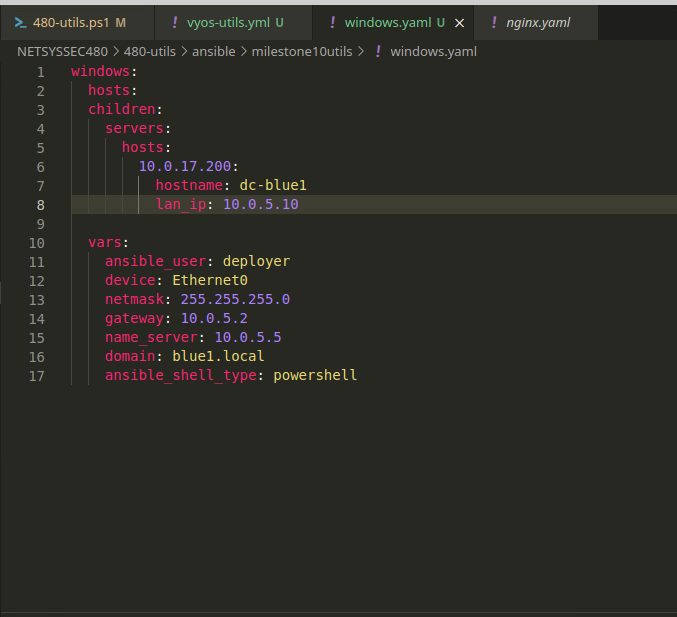 480-utils.ps1 M
vyos-utils.yml U
windows.yaml U
nginx.yaml
NETSYSSEC480 > 480-utils > ansible > milestone10utils > ! windows.yaml
1 windows:
2 hosts:
3 children:
4 servers:
5 hosts:
6 10.0.17.200:
7 hostname: dc-blue1
8 lan_ip: 10.0.5.10
9
10 vars:
11 ansible_user: deployer
12 device: Ethernet0
13 netmask: 255.255.255.0
14 gateway: 10.0.5.2
15 name_server: 10.0.5.5
16 domain: blue1.local
17 ansible_shell_type: powershell